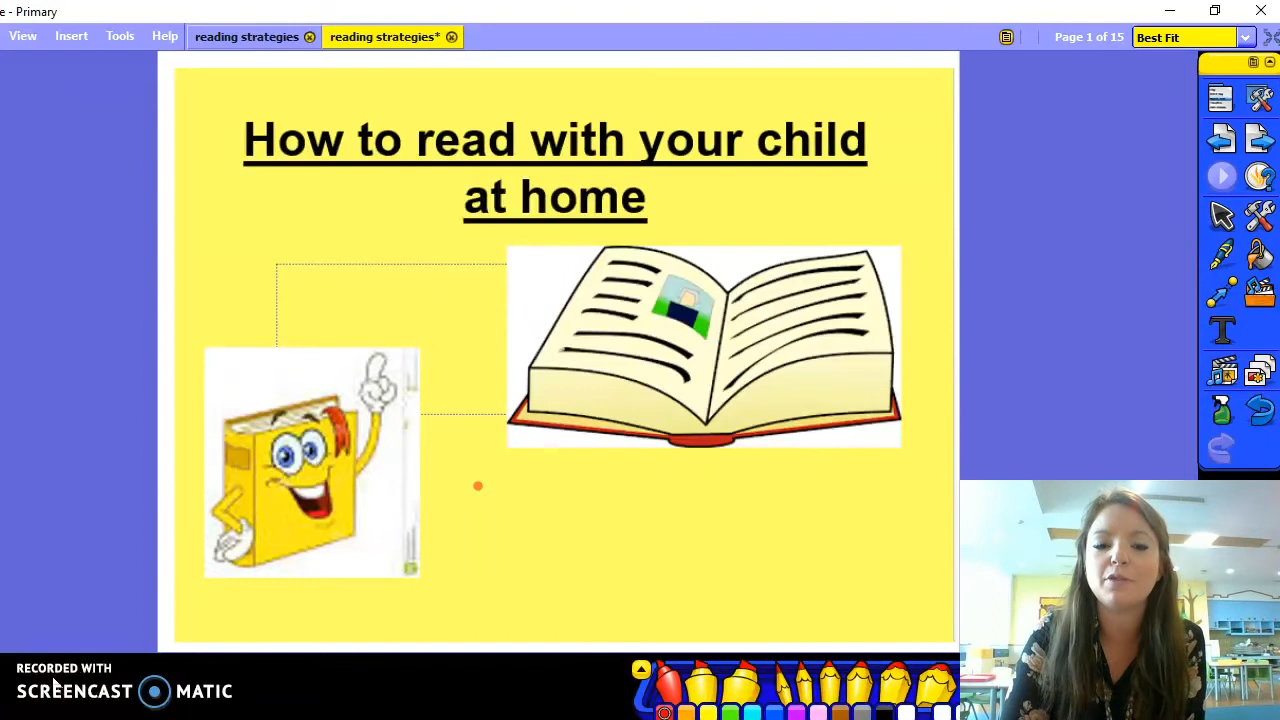 e - Primary
View Insert Tools Help reading strategies reading strategies* Page 1 of 15 Best Fit
How to read with your child
at home
RECORDED WITH
SCREENCAST MATIC